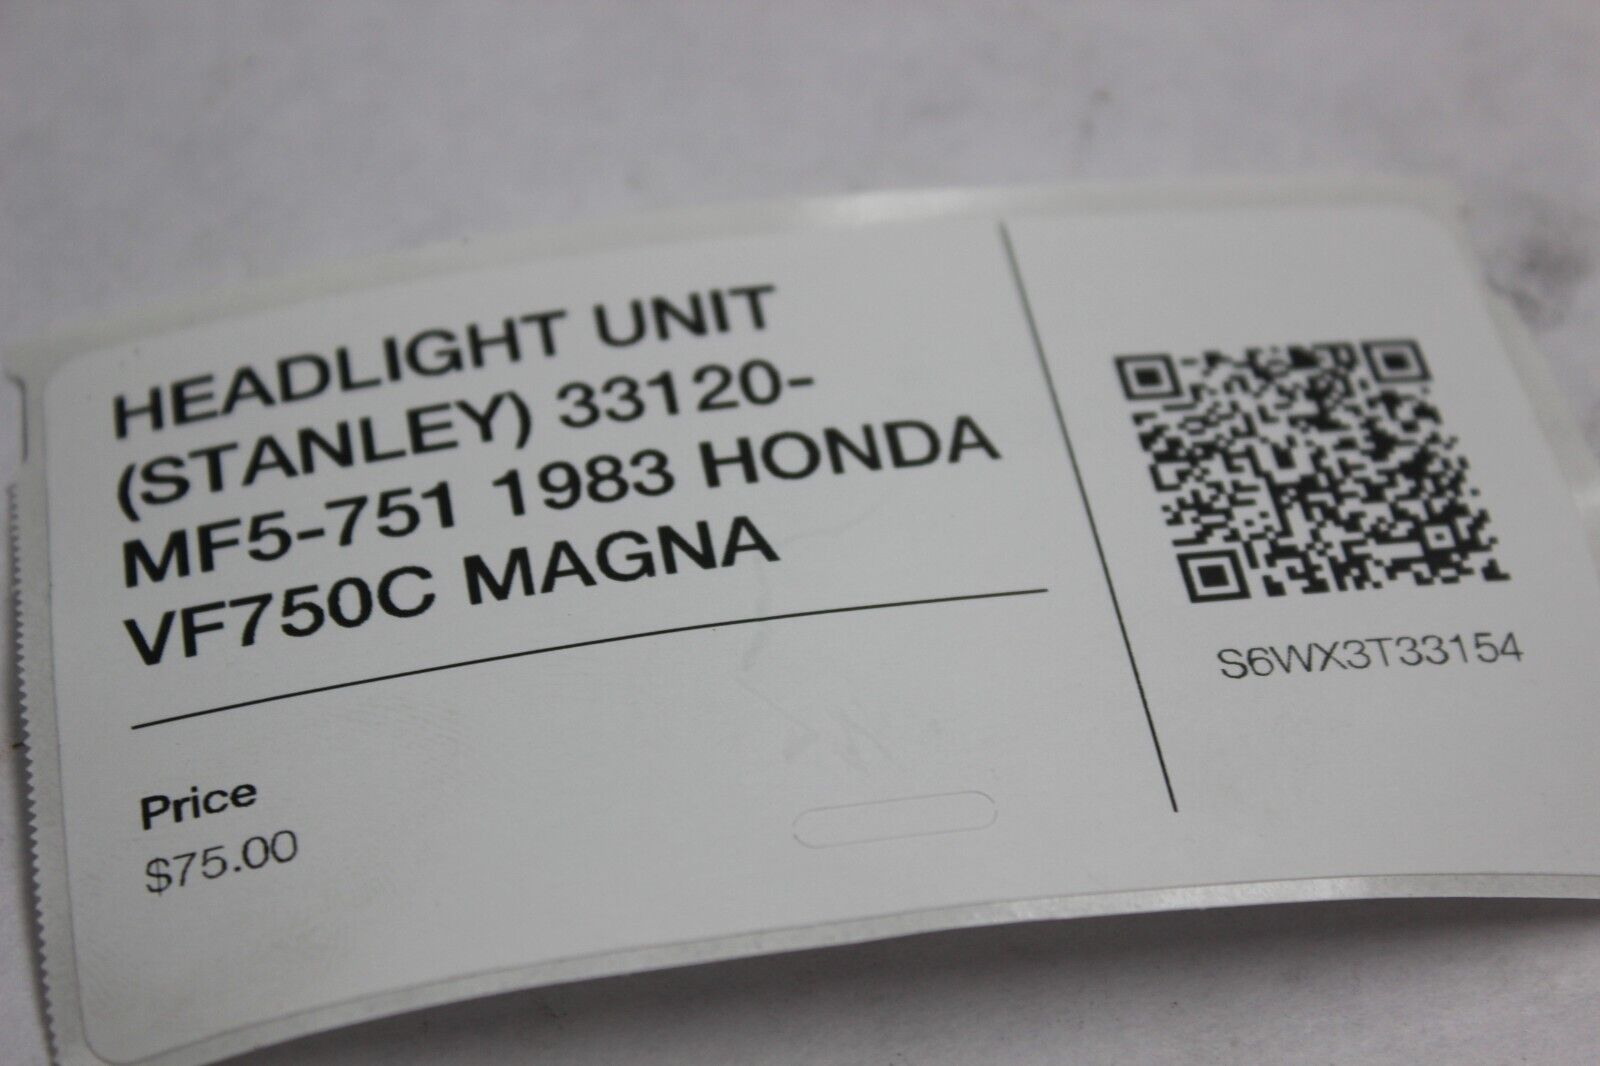 HEADLIGHT UNIT
(STANLEY) 33120-
MF5-751 1983 HONDA
VF750C MAGNA
Price
$75.00
S6WX3T33154